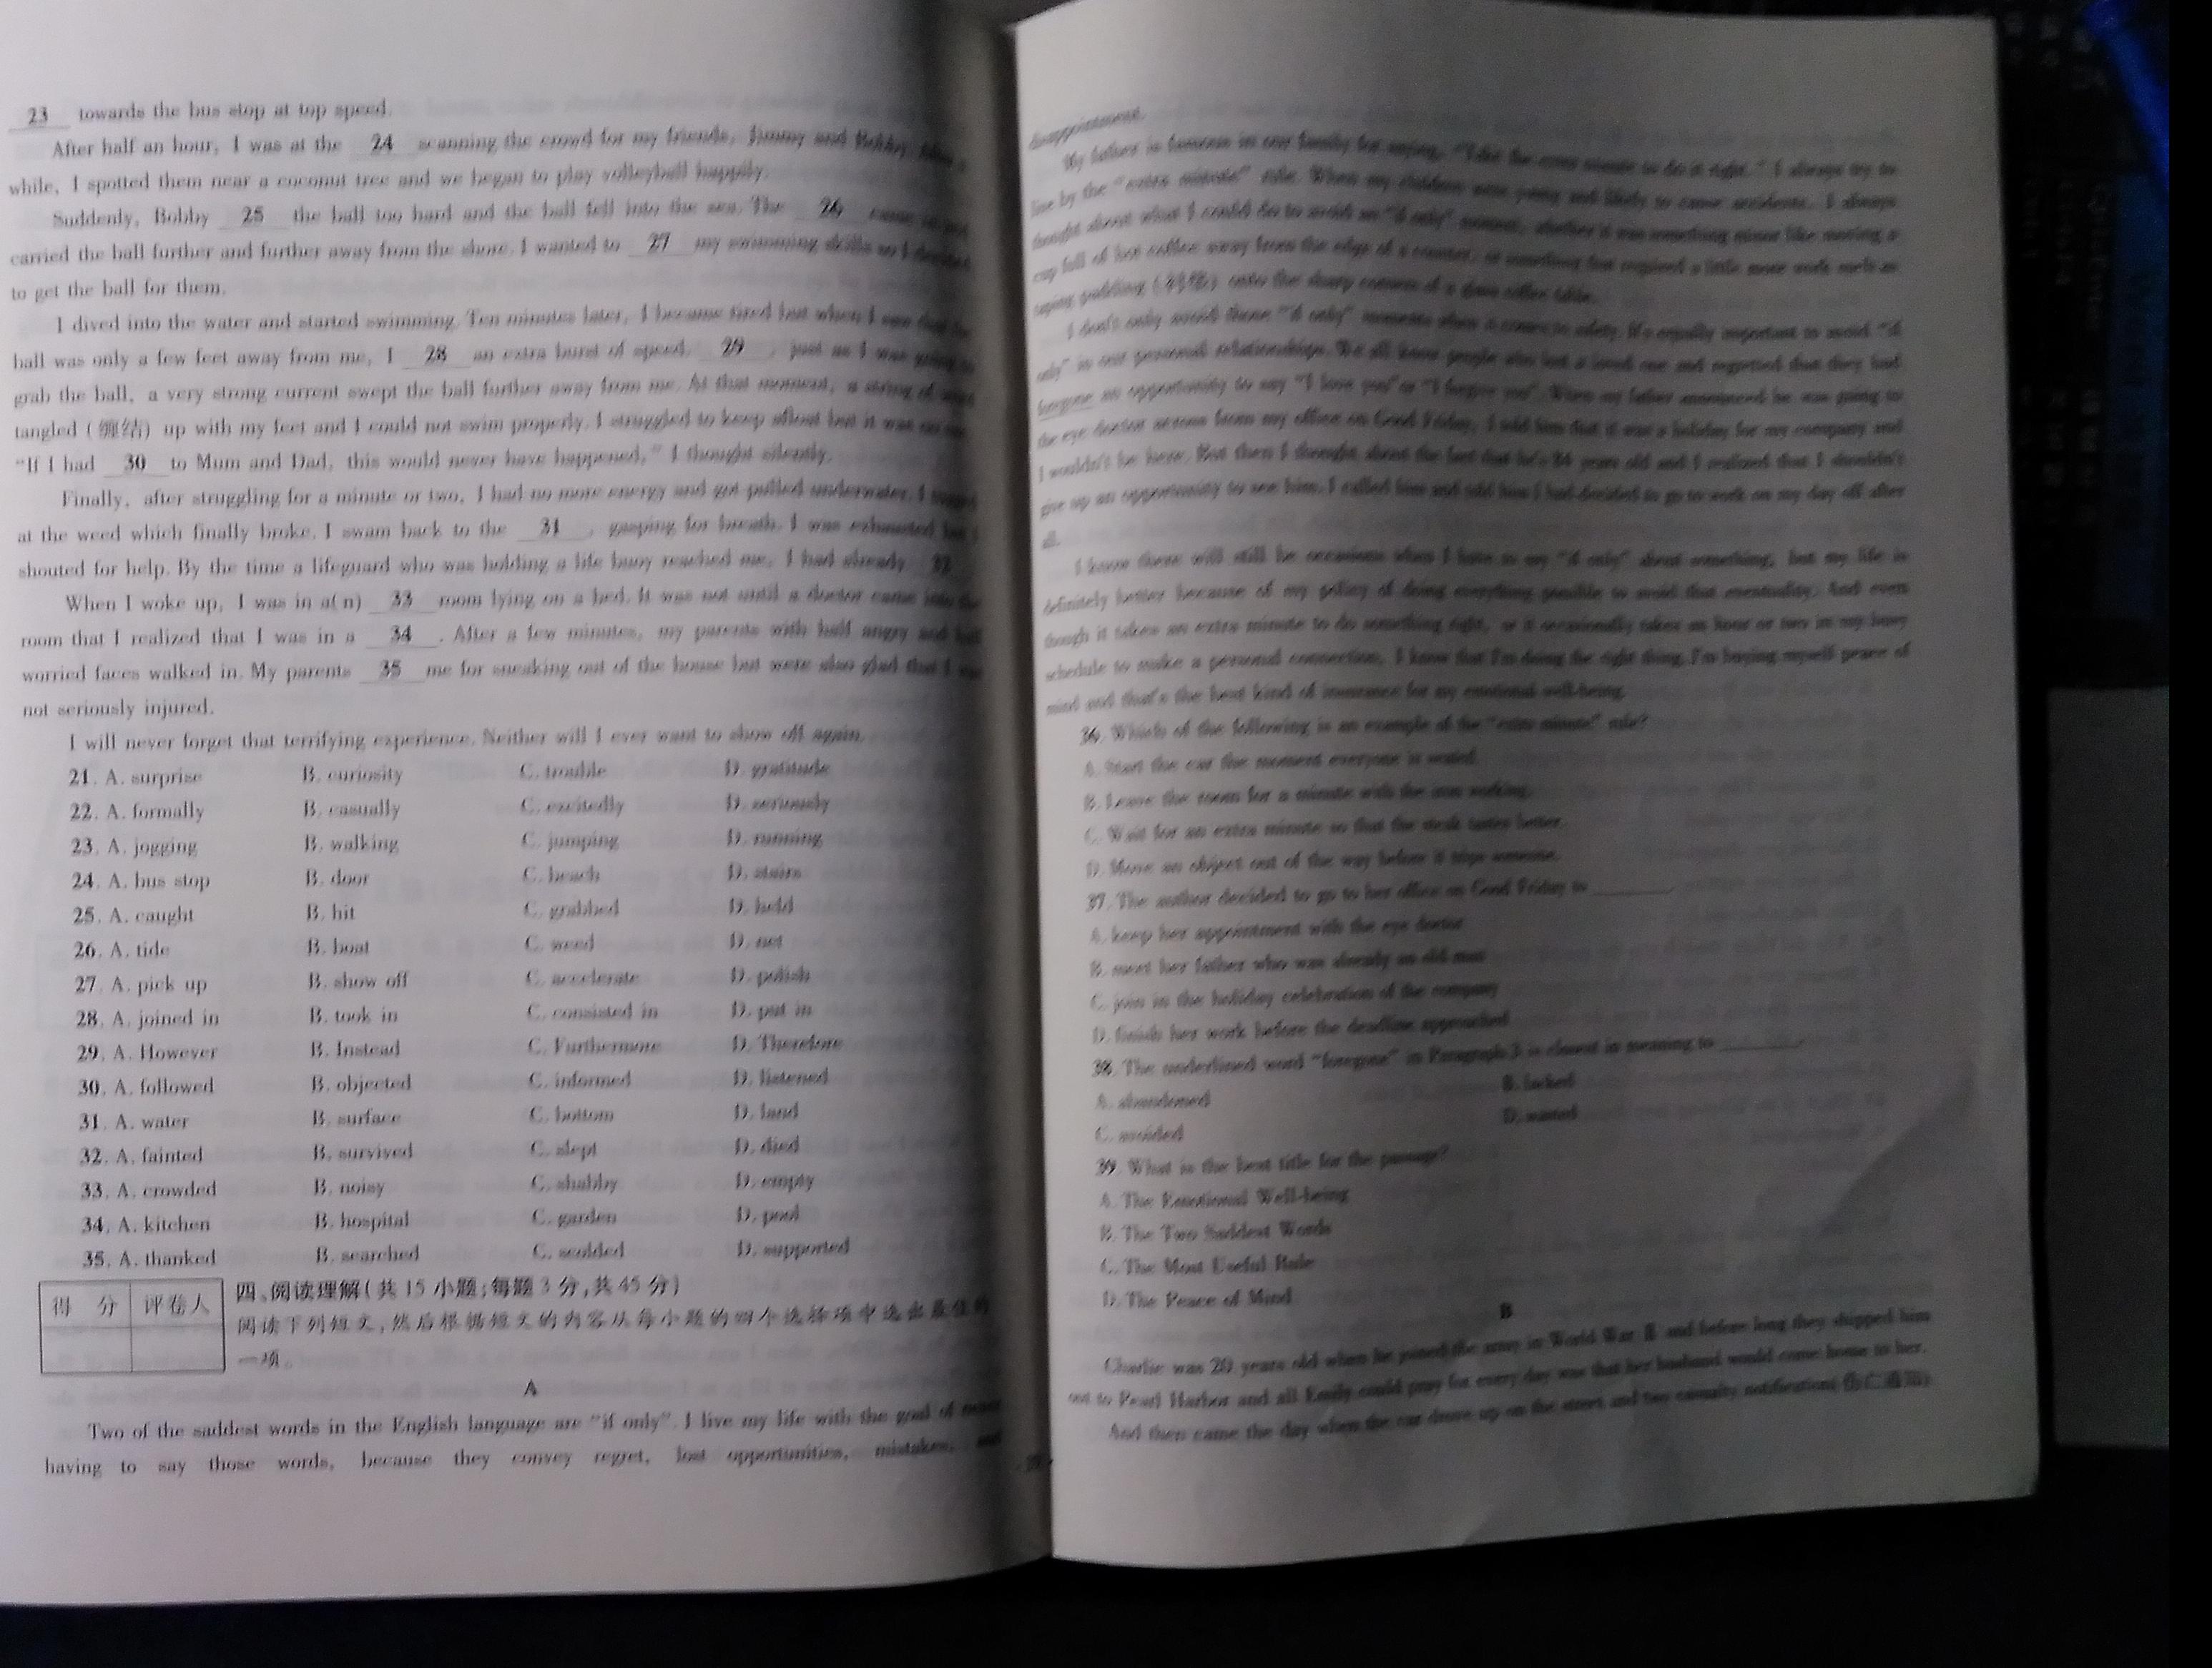 23 towards the bus stop at top speed.
After half an hour, I was at the 24 scanning the crowd for my friends, Jimmy and Bobby.
while, I spotted them near a coconut tree and we began to play volleyball happily.
Suddenly, Bobby 25 the ball too hard and the ball fell into the sea. The 26 came
carried the ball further and further away from the shore. I wanted to 27 my swimming skills so I decided
to get the ball for them.
I dived into the water and started swimming. Ten minutes later, I became tired but when I saw that the
ball was only a few feet away from me, I 28 an extra burst of speed. 29 , just as I was going to
grab the ball, a very strong current swept the ball further away from me. At that moment, a string of
tangled (缠结) up with my feet and I could not swim properly. I struggled to keep afloat but it was
"If I had 30 to Mum and Dad, this would never have happened," I thought silently.
Finally, after struggling for a minute or two, I had no more energy and got pulled underwater. I
at the weed which finally broke. I swam back to the 31 , gasping for breath. I was exhausted but I
shouted for help. By the time a lifeguard who was holding a life buoy reached me, I had already 32
When I woke up, I was in a(n) 33 room lying on a bed. It was not until a doctor came into the
room that I realized that I was in a 34 . After a few minutes, my parents with half angry and half
worried faces walked in. My parents 35 me for sneaking out of the house but were also glad that I was
not seriously injured.
I will never forget that terrifying experience. Neither will I ever want to show off again.
21. A. surprise B. curiosity C. trouble D. gratitude
22. A. formally B. casually C. excitedly D. seriously
23. A. jogging B. walking C. jumping D. running
24. A. bus stop B. door C. beach D. stairs
25. A. caught B. hit C. grabbed D. held
26. A. tide B. boat C. weed D. net
27. A. pick up B. show off C. accelerate D. polish
28. A. joined in B. took in C. consisted in D. put in
29. A. However B. Instead C. Furthermore D. Therefore
30. A. followed B. objected C. informed D. listened
31. A. water B. surface C. bottom D. land
32. A. fainted B. survived C. slept D. died
33. A. crowded B. noisy C. shabby D. empty
34. A. kitchen B. hospital C. garden D. pool
35. A. thanked B. searched C. scolded D. supported
得 分 评卷人
四、阅读理解(共 15 小题;每题 3 分,共 45 分)
阅读下列短文,然后根据短文的内容从每小题的四个选择项中选出最佳的
一项。
A
Two of the saddest words in the English language are "if only". I live my life with the goal of never
having to say those words, because they convey regret, lost opportunities, mistakes, and
disappointment.
My father is famous in our family for saying, "Take the extra minute to do it right." I always try to
live by the "extra minute" rule. When my children were young and likely to cause accidents, I always
thought about what I could do to avoid an "if only" moment, whether it was something minor like moving a
cup full of hot coffee away from the edge of a counter, or something that required a little more work such as
taping padding onto the sharp corners of a glass coffee table.
I don't only avoid those "if only" moments when it comes to safety. It's equally important to avoid "if
only" in our personal relationships. We all know people who lost a loved one and regretted that they had
foregone an opportunity to say "I love you" or "I forgive you". When my father announced he was going to
the eye doctor across from my office on Good Friday, I told him that it was a holiday for my company and
I wouldn't be here. But then I thought about the fact that he's 84 years old and I realized that I shouldn't
give up an opportunity to see him. I called him and told him I had decided to go to work on my day off after
all.
I know there will still be occasions when I have to say "if only" about something, but my life is
definitely better because of my policy of doing everything possible to avoid that eventuality. And even
though it takes an extra minute to do something right, or it occasionally takes an hour or two in my busy
schedule to make a personal connection, I know that I'm doing the right thing. I'm buying myself peace of
mind and that's the best kind of insurance for my emotional well-being.
36. Which of the following is an example of the "extra minute" rule?
A. Start the car the moment everyone is seated.
B. Leave the room for a minute with the iron working.
C. Wait for an extra minute so that the steak tastes better.
D. Move an object out of the way before it trips someone.
37. The author decided to go to her office on Good Friday to
A. keep her appointment with the eye doctor
B. meet her father who was already an old man
C. join in the holiday celebration of the company
D. finish her work before the deadline approached
38. The underlined word "foregone" in Paragraph 3 is closest in meaning to .
A. abandoned B. lacked
C. avoided D. wasted
39. What is the best title for the passage?
A. The Emotional Well-being
B. The Two Saddest Words
C. The Most Useful Rule
D. The Peace of Mind
B
Charlie was 20 years old when he joined the army in World War Ⅱ and before long they shipped him
out to Pearl Harbor and all Emily could pray for every day was that her husband would come home to her.
And then came the day when the car drove up on the street and two casualty notification